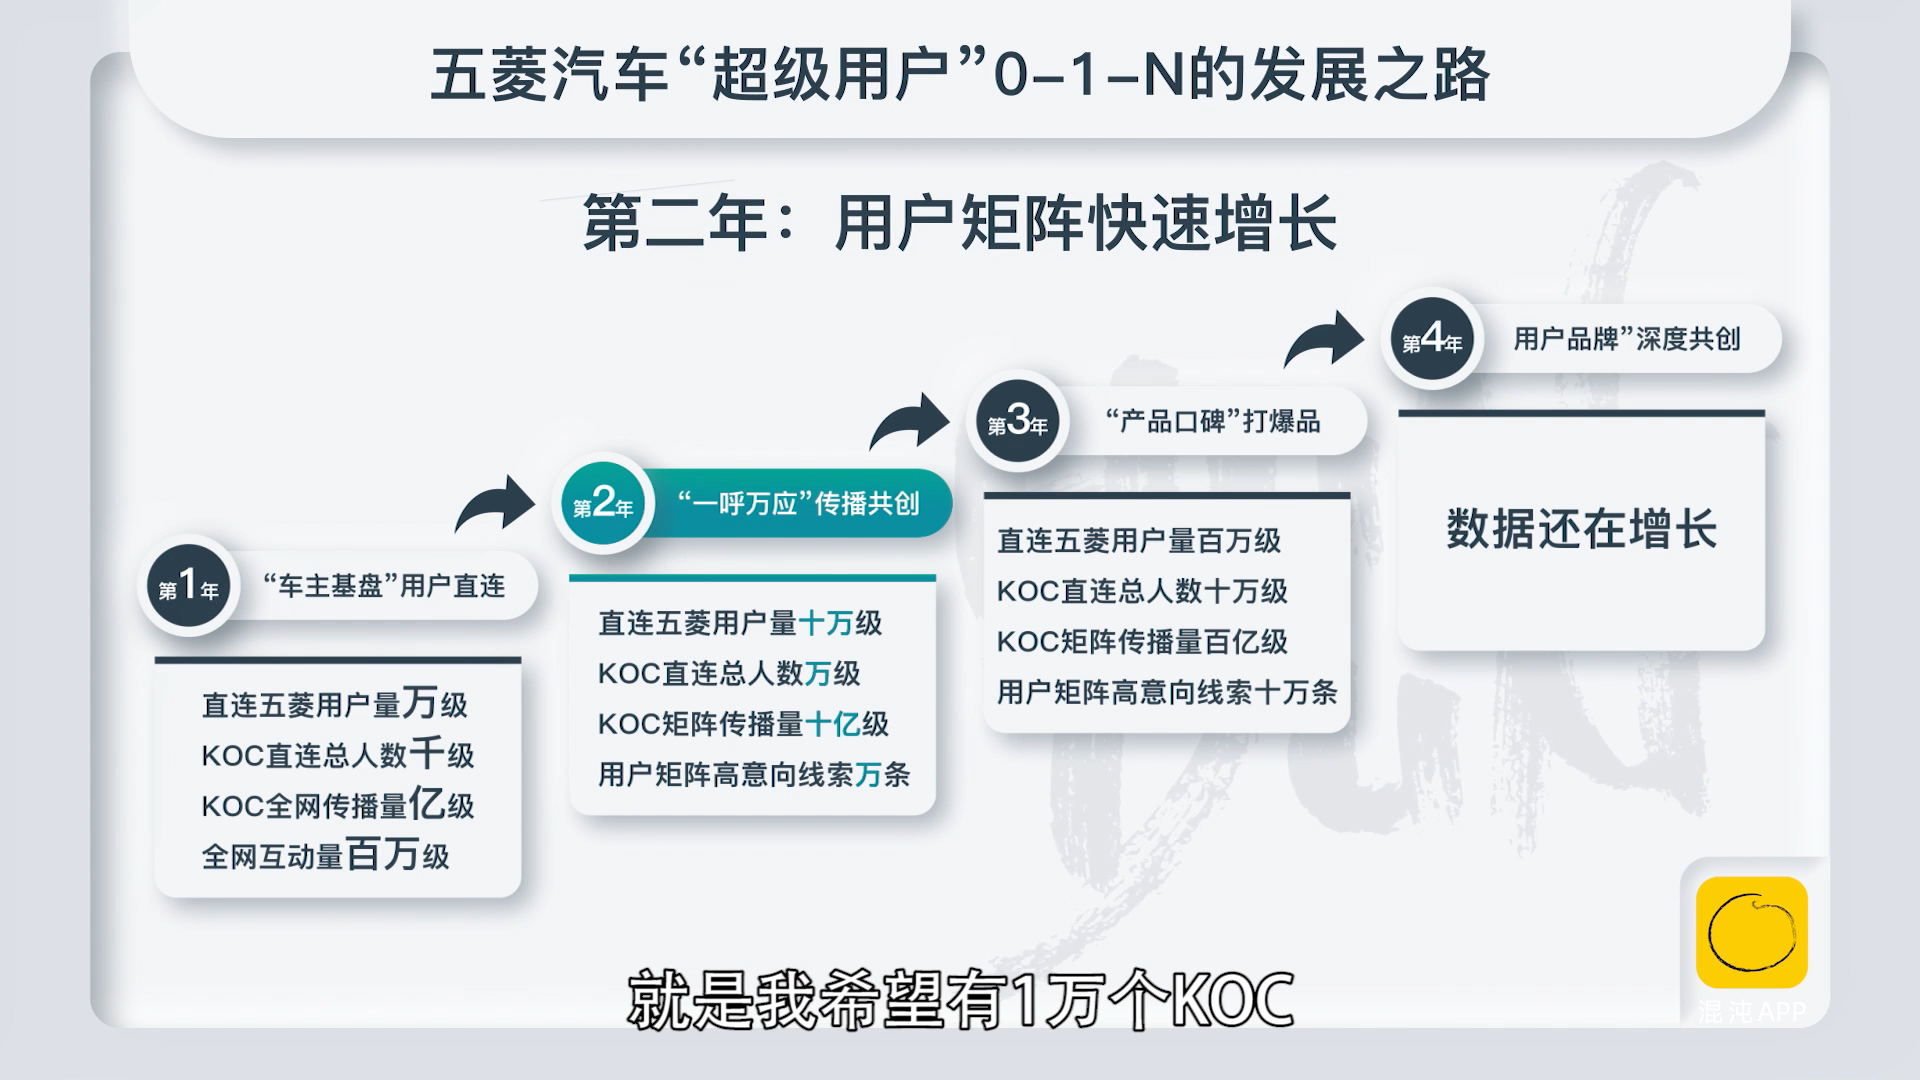 五菱汽车“超级用户”0-1-N的发展之路
第二年：用户矩阵快速增长
第1年
“车主基盘”用户直连
直连五菱用户量万级
KOC直连总人数千级
KOC全网传播量亿级
全网互动量百万级
第2年
“一呼万应”传播共创
直连五菱用户量十万级
KOC直连总人数万级
KOC矩阵传播量十亿级
用户矩阵高意向线索万条
第3年
“产品口碑”打爆品
直连五菱用户量百万级
KOC直连总人数十万级
KOC矩阵传播量百亿级
用户矩阵高意向线索十万条
第4年
用户品牌”深度共创
数据还在增长
就是我希望有1万个KOC
混沌APP